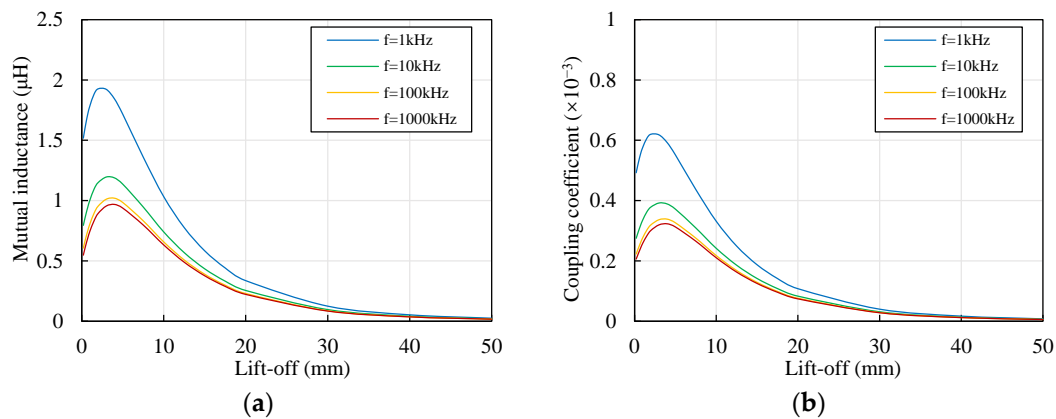 2.5
2
1.5
1
0.5
0
Mutual inductance (µH)
0 10 20 30 40 50
Lift-off (mm)
f=1kHz
f=10kHz
f=100kHz
f=1000kHz
(a)
1
0.8
0.6
0.4
0.2
0
Coupling coefficient (×10⁻³)
0 10 20 30 40 50
Lift-off (mm)
f=1kHz
f=10kHz
f=100kHz
f=1000kHz
(b)